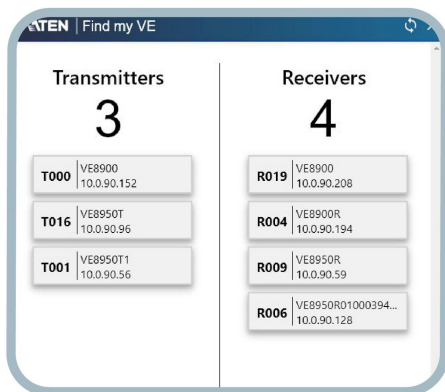 ATEN Find my VE
Transmitters
3
T000 VE8900
10.0.90.152
T016 VE8950T
10.0.90.96
T001 VE8950T1
10.0.90.56
Receivers
4
R019 VE8900
10.0.90.208
R004 VE8900R
10.0.90.194
R009 VE8950R
10.0.90.59
R006 VE8950R01000394...
10.0.90.128